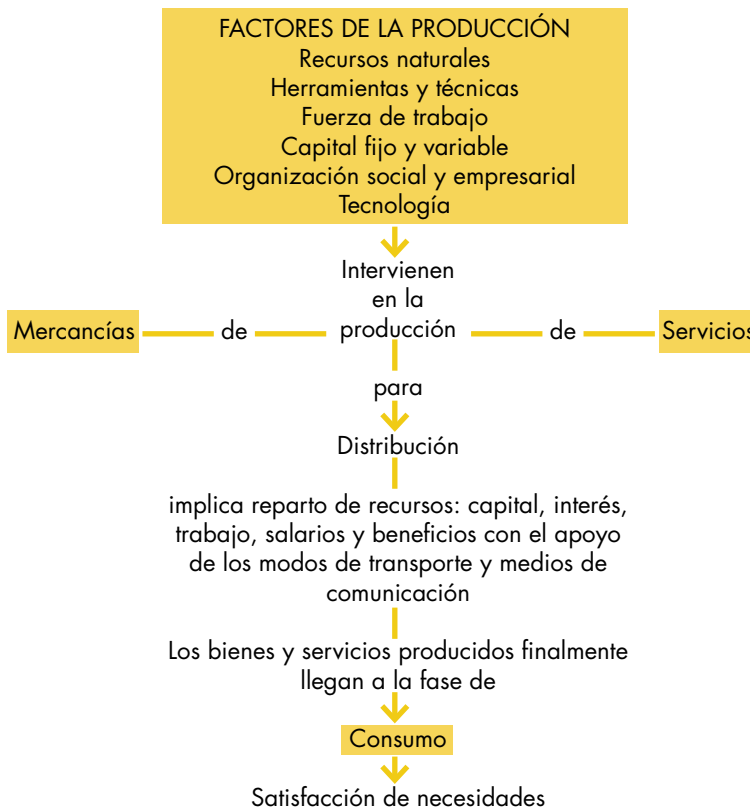 FACTORES DE LA PRODUCCIÓN
Recursos naturales
Herramientas y técnicas
Fuerza de trabajo
Capital fijo y variable
Organización social y empresarial
Tecnología
Intervienen
en la
Mercancías de producción de Servicios
para
Distribución
implica reparto de recursos: capital, interés,
trabajo, salarios y beneficios con el apoyo
de los modos de transporte y medios de
comunicación
Los bienes y servicios producidos finalmente
llegan a la fase de
Consumo
Satisfacción de necesidades